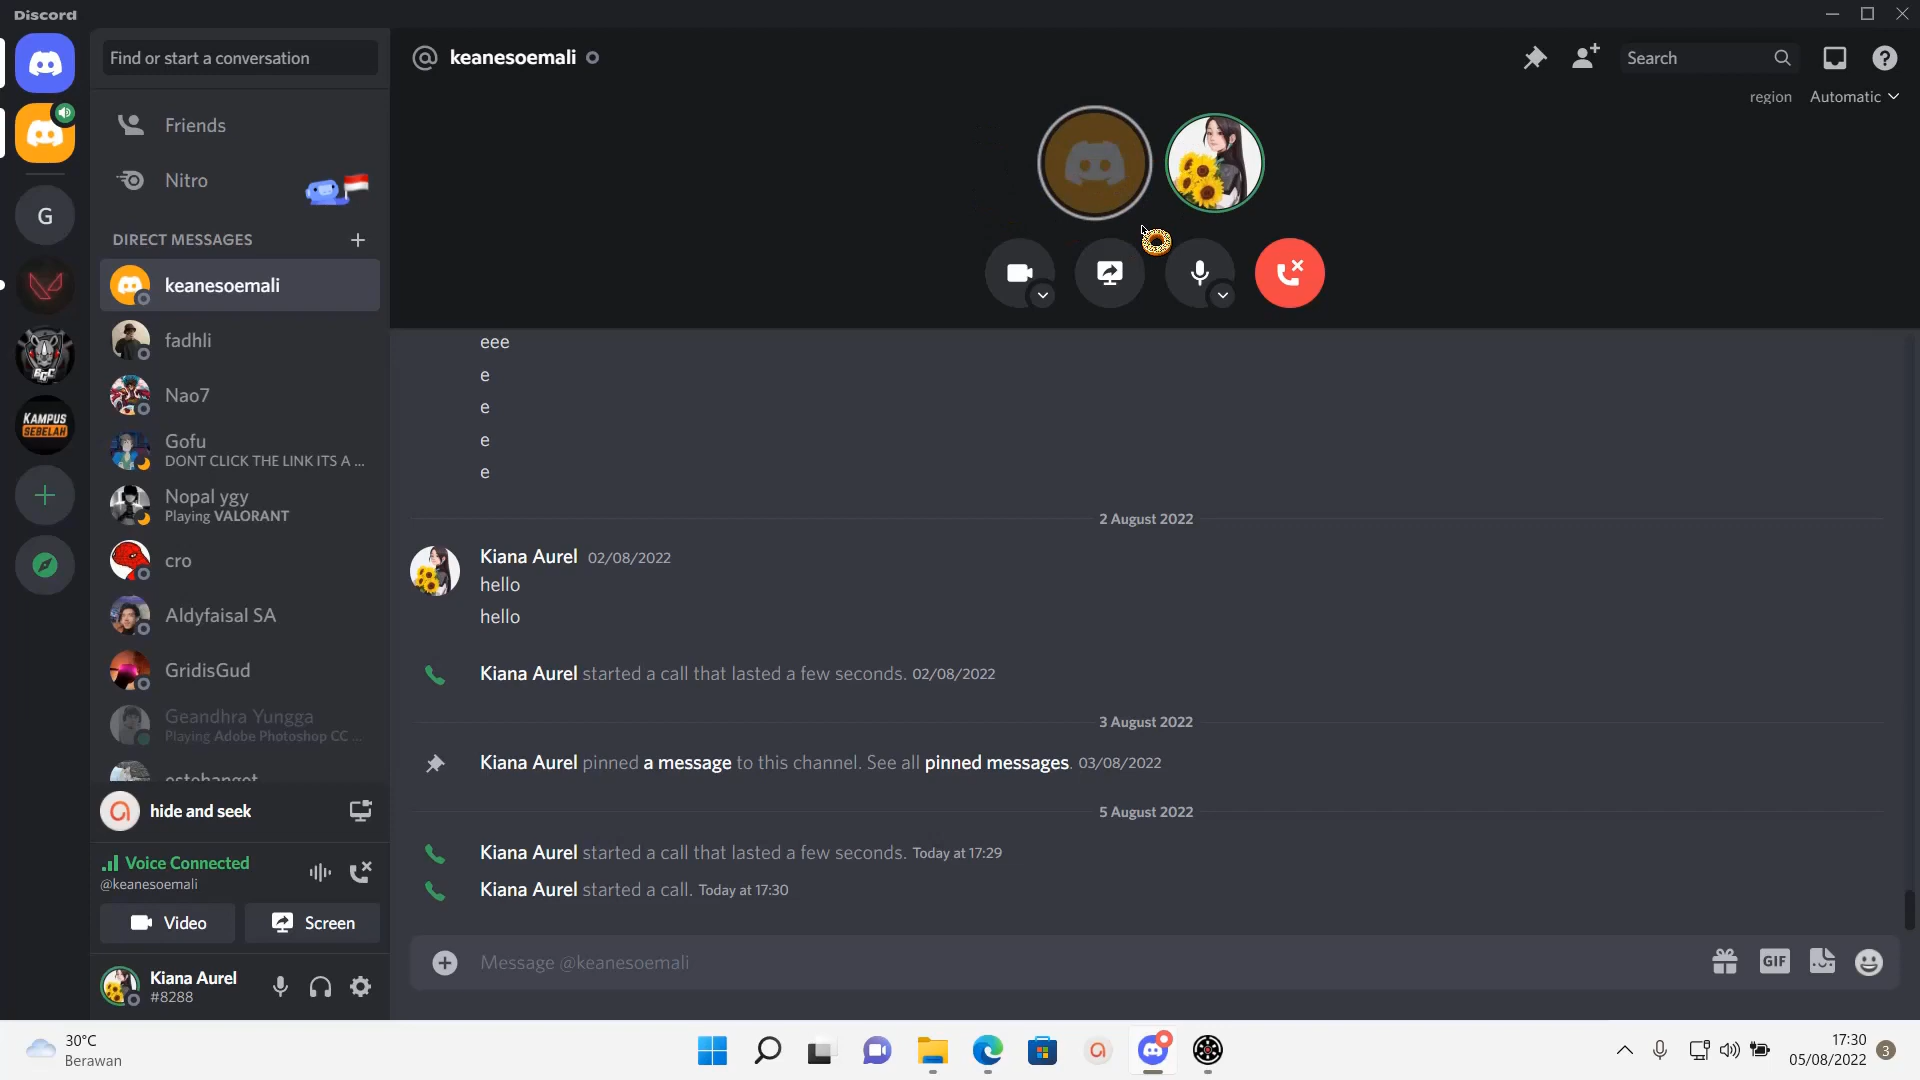 Discord
Find or start a conversation
keanesoemali
Search
region Automatic
Friends
Nitro
DIRECT MESSAGES
G
keanesoemali
fadhli
Nao7
Gofu
DONT CLICK THE LINK ITS A ...
BGC
KAMPUS
SEBELAH
Nopal ygy
Playing VALORANT
cro
Aldyfaisal SA
GridisGud
Geandhra Yungga
Playing Adobe Photoshop CC ...
estehanget
hide and seek
Voice Connected
@keanesoemali
Video
Screen
Kiana Aurel
#8288
eee
e
e
e
e
2 August 2022
Kiana Aurel 02/08/2022
hello
hello
Kiana Aurel started a call that lasted a few seconds. 02/08/2022
3 August 2022
Kiana Aurel pinned a message to this channel. See all pinned messages. 03/08/2022
5 August 2022
Kiana Aurel started a call that lasted a few seconds. Today at 17:29
Kiana Aurel started a call. Today at 17:30
Message @keanesoemali
GIF
30°C
Berawan
17:30
05/08/2022
3